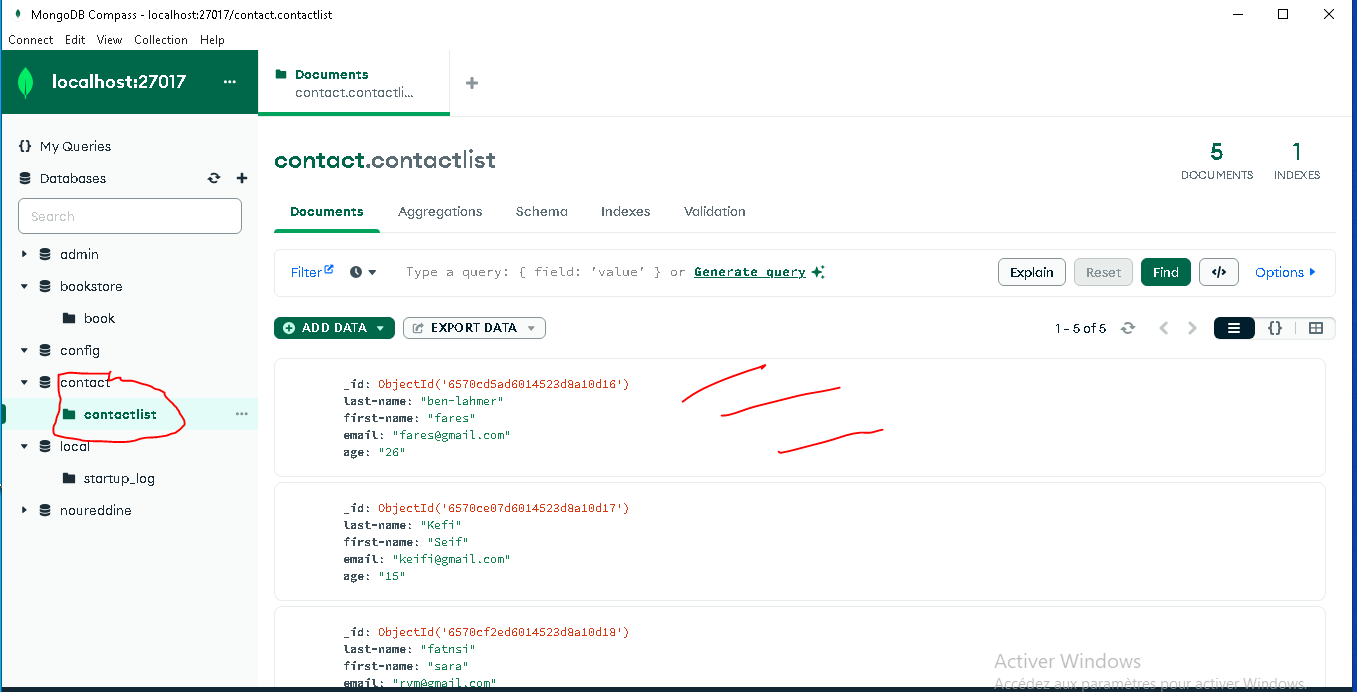 MongoDB Compass - localhost:27017/contact.contactlist
Connect Edit View Collection Help
localhost:27017 ...
Documents
contact.contactli...
My Queries
Databases
Search
admin
bookstore
book
config
contact
contactlist
local
startup_log
noureddine
contact.contactlist
5
DOCUMENTS
1
INDEXES
Documents Aggregations Schema Indexes Validation
Filter Type a query: { field: 'value' } or Generate query Explain Reset Find </> Options
ADD DATA EXPORT DATA 1 – 5 of 5 {}
_id: ObjectId('6570cd5ad6014523d8a10d16')
last-name: "ben-lahmer"
first-name: "fares"
email: "fares@gmail.com"
age: "26"
_id: ObjectId('6570ce07d6014523d8a10d17')
last-name: "Kefi"
first-name: "Seif"
email: "keifi@gmail.com"
age: "15"
_id: ObjectId('6570cf2ed6014523d8a10d18')
last-name: "fatnsi"
first-name: "sara"
email: "rym@gmail.com"
Activer Windows
Accédez aux paramètres pour activer Windows.